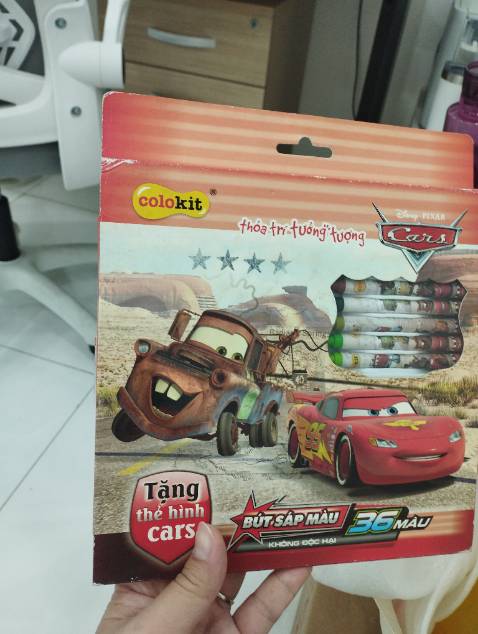 colokit®
thỏa trí tưởng tượng
Disney PIXAR
Cars
95
Tặng
thẻ hình
cars
BÚT SÁP MÀU 36 MÀU
KHÔNG ĐỘC HẠI